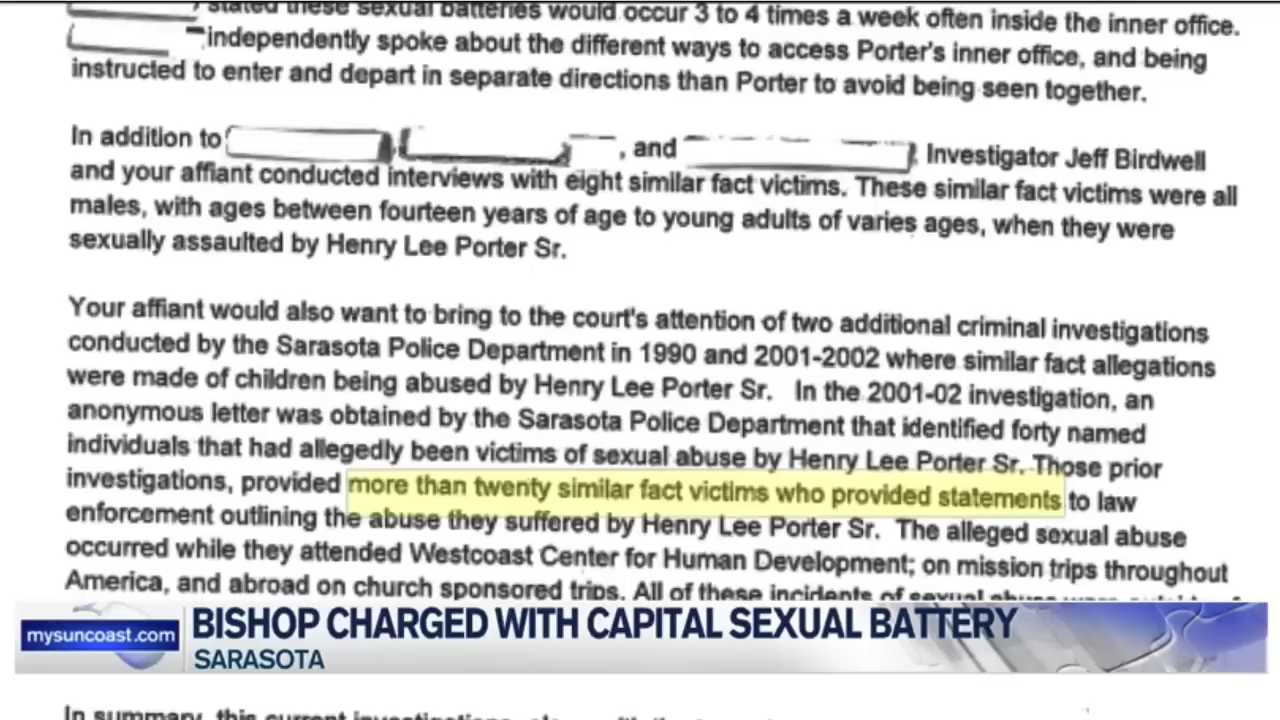 stated these sexual batteries would occur 3 to 4 times a week often inside the inner office.
independently spoke about the different ways to access Porter's inner office, and being
instructed to enter and depart in separate directions than Porter to avoid being seen together.
In addition to , and . Investigator Jeff Birdwell
and your affiant conducted interviews with eight similar fact victims. These similar fact victims were all
males, with ages between fourteen years of age to young adults of varies ages, when they were
sexually assaulted by Henry Lee Porter Sr.
Your affiant would also want to bring to the court's attention of two additional criminal investigations
conducted by the Sarasota Police Department in 1990 and 2001-2002 where similar fact allegations
were made of children being abused by Henry Lee Porter Sr. In the 2001-02 investigation, an
anonymous letter was obtained by the Sarasota Police Department that identified forty named
individuals that had allegedly been victims of sexual abuse by Henry Lee Porter Sr. Those prior
investigations, provided more than twenty similar fact victims who provided statements to law
enforcement outlining the abuse they suffered by Henry Lee Porter Sr. The alleged sexual abuse
occurred while they attended Westcoast Center for Human Development; on mission trips throughout
America, and abroad on church sponsored trips. All of these incidents of sexual abuse were
mysuncoast.com
BISHOP CHARGED WITH CAPITAL SEXUAL BATTERY
SARASOTA
In summary, this current investigations,